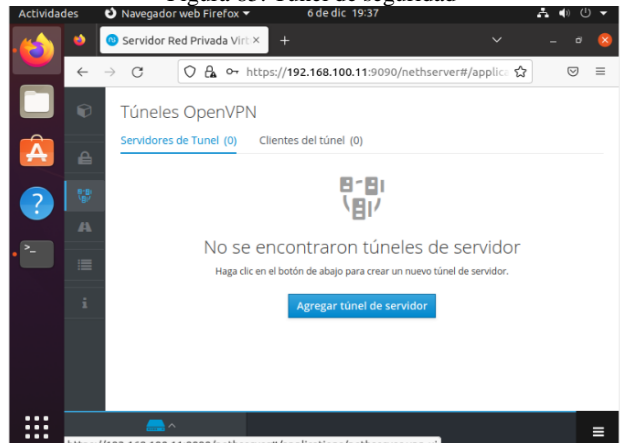 Actividades Navegador web Firefox 6 de dic 19:37
Servidor Red Privada Virt
https://192.168.100.11:9090/nethserver#/applic
Túneles OpenVPN
Servidores de Tunel (0) Clientes del túnel (0)
No se encontraron túneles de servidor
Haga clic en el botón de abajo para crear un nuevo túnel de servidor.
Agregar túnel de servidor